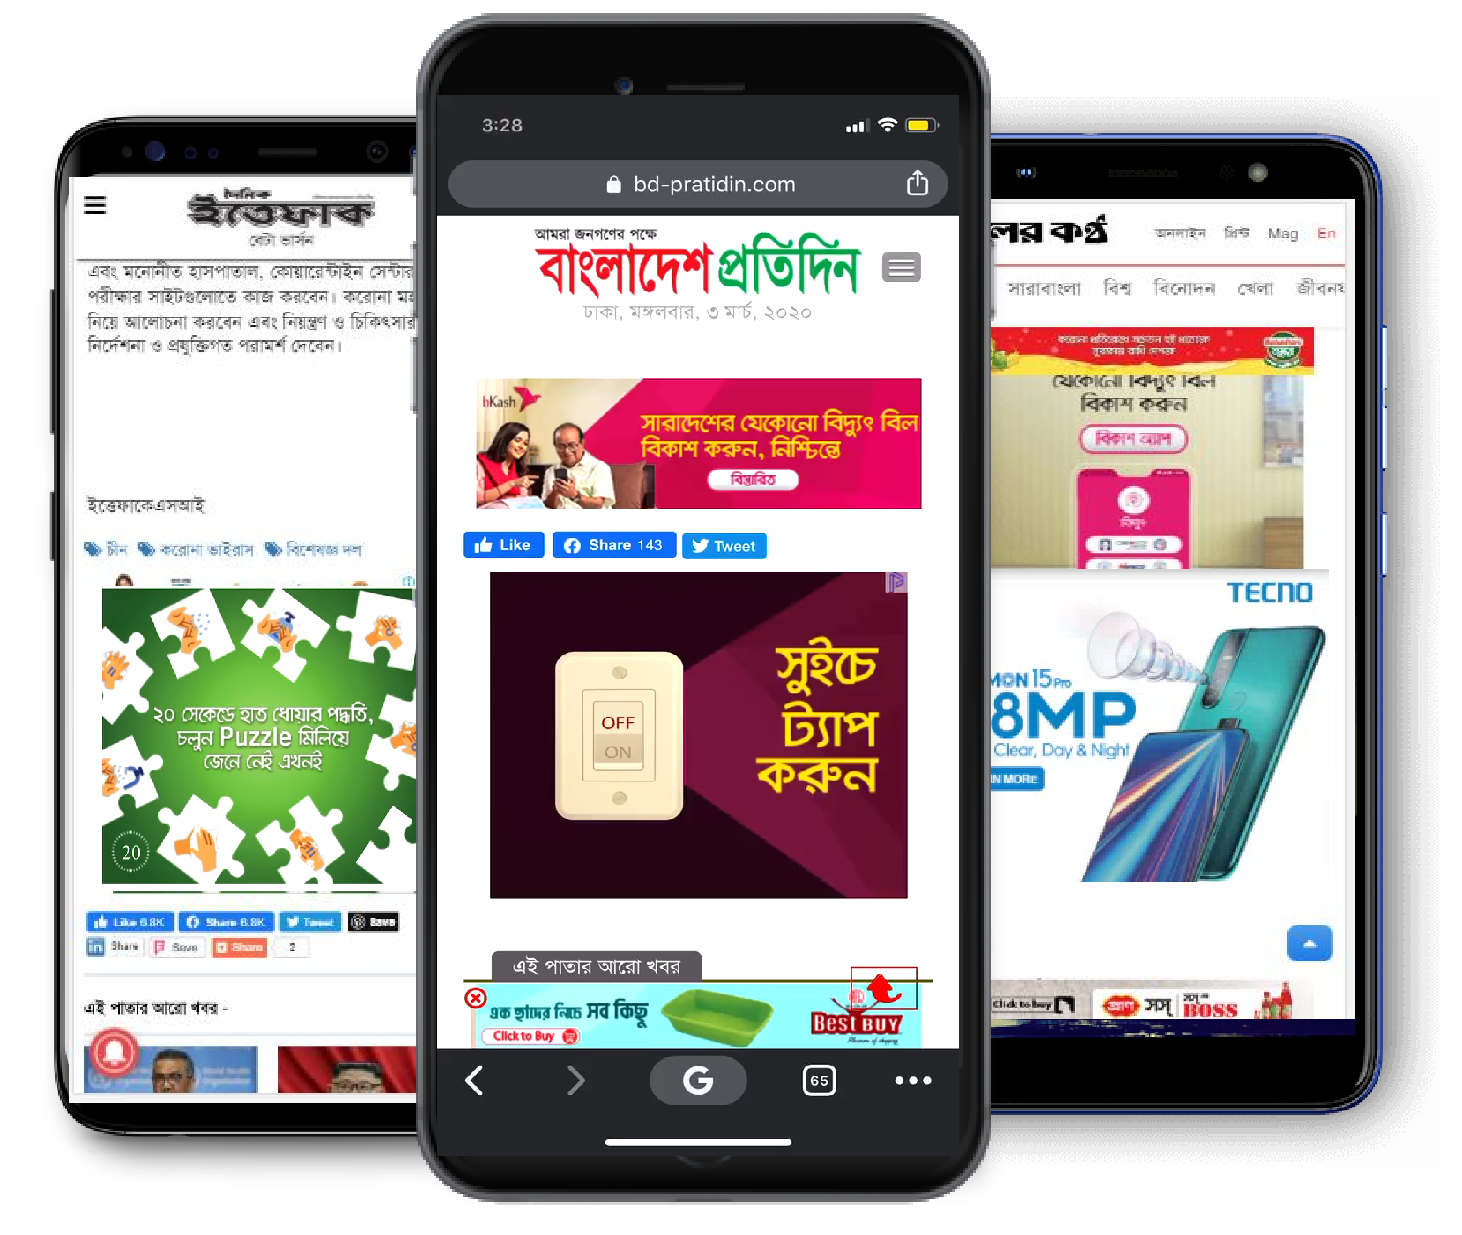 দৈনিক
ইত্তেফাক
বেটা ভার্সন
এবং মনোনীত হাসপাতাল, কোয়ারেন্টাইন সেন্টার
পরীক্ষার সাইটগুলোতে কাজ করবেন। করোনা
নিয়ে আলোচনা করবেন এবং নিয়ন্ত্রণ ও চিকিৎসার
নির্দেশনা ও প্রযুক্তিগত পরামর্শ দেবেন।
ইত্তেফাক/এসআই
চীন করোনা ভাইরাস বিশেষজ্ঞ দল
২০ সেকেন্ডে হাত ধোয়ার পদ্ধতি,
চলুন Puzzle মিলিয়ে
জেনে নেই এখনই
20
Like 6.8K Share 6.8K Tweet Save
in Share Save Share 2
এই পাতার আরো খবর -
3:28
bd-pratidin.com
আমরা জনগণের পক্ষে
বাংলাদেশ প্রতিদিন
ঢাকা, মঙ্গলবার, ৩ মার্চ, ২০২০
bKash
সারাদেশের যেকোনো বিদ্যুৎ বিল
বিকাশ করুন, নিশ্চিন্তে
বিস্তারিত
Like Share 143 Tweet
সুইচে
ট্যাপ
করুন
OFF
ON
এই পাতার আরো খবর
এক ছাদের নিচে সব কিছু
Click to Buy
BEST BUY
G 65
লের কণ্ঠ অনলাইন প্রিন্ট Mag En
সারাবাংলা বিশ্ব বিনোদন খেলা জীবনয
যেকোনো বিদ্যুৎ বিল
বিকাশ করুন
বিকাশ অ্যাপ
TECNO
MON 15 Pro
8MP
Clear, Day & Night
N MORE
Click to buy
প্রাণ সস্ সস্ BOSS